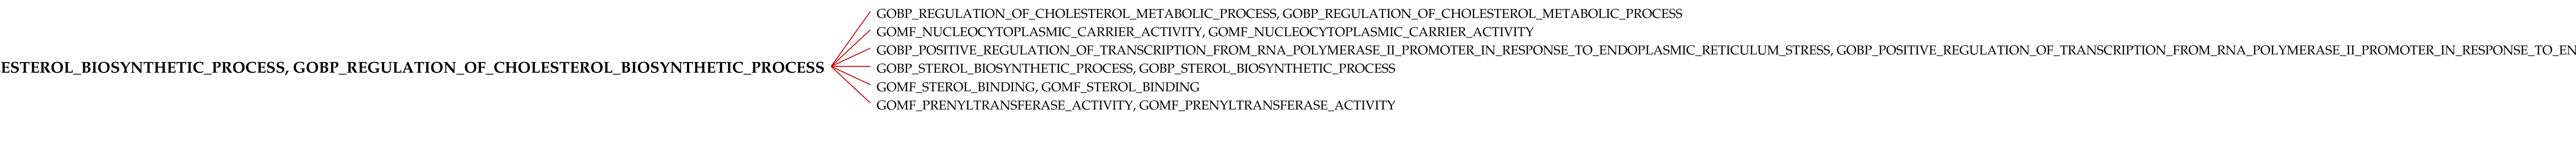 GOBP_REGULATION_OF_CHOLESTEROL_METABOLIC_PROCESS, GOBP_REGULATION_OF_CHOLESTEROL_METABOLIC_PROCESS
GOMF_NUCLEOCYTOPLASMIC_CARRIER_ACTIVITY, GOMF_NUCLEOCYTOPLASMIC_CARRIER_ACTIVITY
GOBP_POSITIVE_REGULATION_OF_TRANSCRIPTION_FROM_RNA_POLYMERASE_II_PROMOTER_IN_RESPONSE_TO_ENDOPLASMIC_RETICULUM_STRESS, GOBP_POSITIVE_REGULATION_OF_TRANSCRIPTION_FROM_RNA_POLYMERASE_II_PROMOTER_IN_RESPONSE_TO_EN
ESTEROL_BIOSYNTHETIC_PROCESS, GOBP_REGULATION_OF_CHOLESTEROL_BIOSYNTHETIC_PROCESS
GOBP_STEROL_BIOSYNTHETIC_PROCESS, GOBP_STEROL_BIOSYNTHETIC_PROCESS
GOMF_STEROL_BINDING, GOMF_STEROL_BINDING
GOMF_PRENYLTRANSFERASE_ACTIVITY, GOMF_PRENYLTRANSFERASE_ACTIVITY